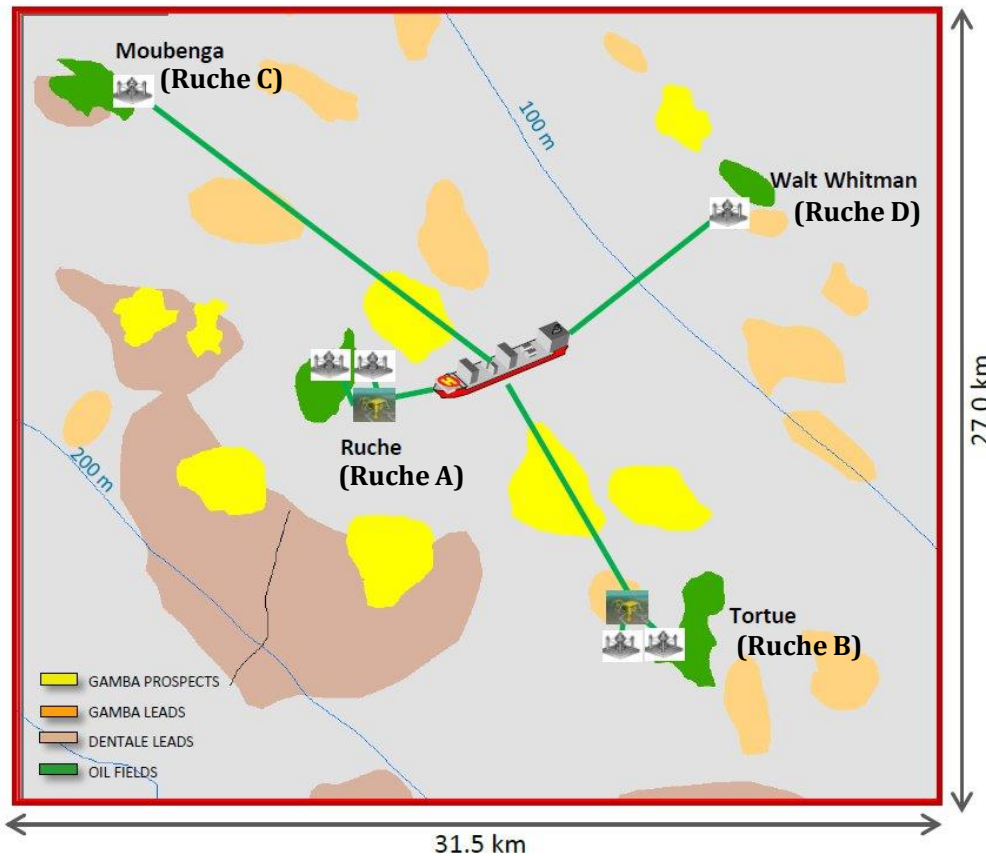 Moubenga
(Ruche C)
100 m
Walt Whitman
(Ruche D)
Ruche
(Ruche A)
200 m
Tortue
(Ruche B)
GAMBA PROSPECTS
GAMBA LEADS
DENTALE LEADS
OIL FIELDS
27.0 km
31.5 km